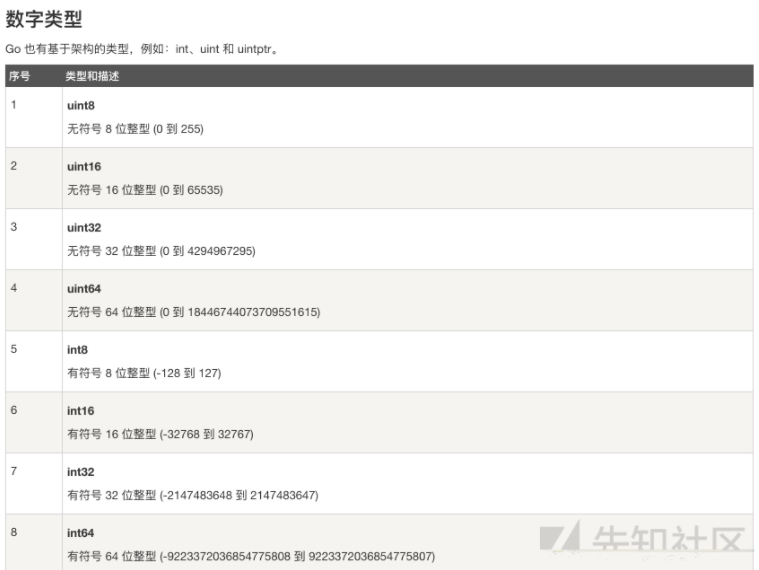 数字类型
Go 也有基于架构的类型，例如：int、uint 和 uintptr。
序号 类型和描述
1 uint8
无符号 8 位整型 (0 到 255)
2 uint16
无符号 16 位整型 (0 到 65535)
3 uint32
无符号 32 位整型 (0 到 4294967295)
4 uint64
无符号 64 位整型 (0 到 18446744073709551615)
5 int8
有符号 8 位整型 (-128 到 127)
6 int16
有符号 16 位整型 (-32768 到 32767)
7 int32
有符号 32 位整型 (-2147483648 到 2147483647)
8 int64
有符号 64 位整型 (-9223372036854775808 到 9223372036854775807)
先知社区